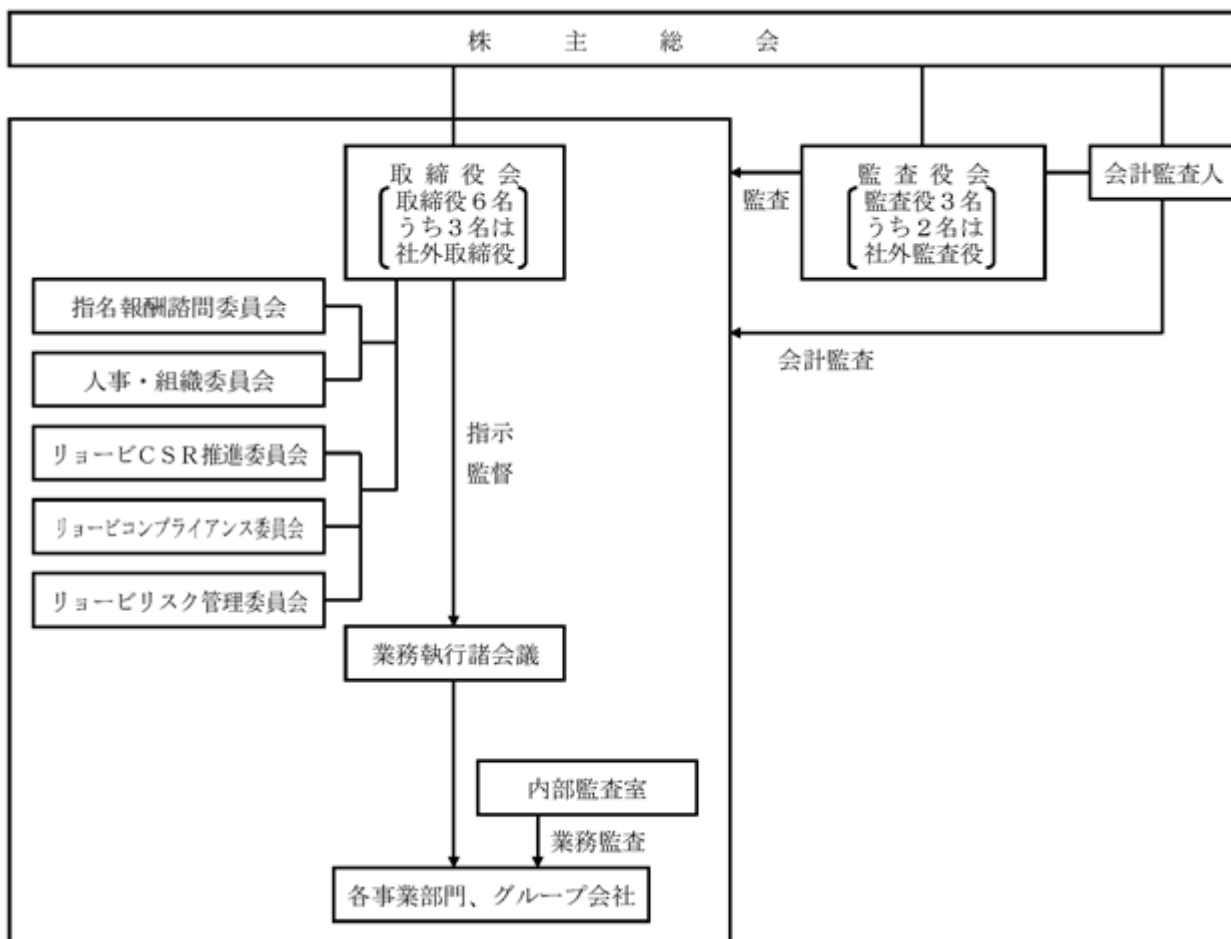 株主総会
取締役会
取締役6名
うち3名は
社外取締役
監査
監査役会
監査役3名
うち2名は
社外監査役
会計監査人
会計監査
指名報酬諮問委員会
人事・組織委員会
リョービCSR推進委員会
リョービコンプライアンス委員会
リョービリスク管理委員会
指示
監督
業務執行諸会議
内部監査室
業務監査
各事業部門、グループ会社